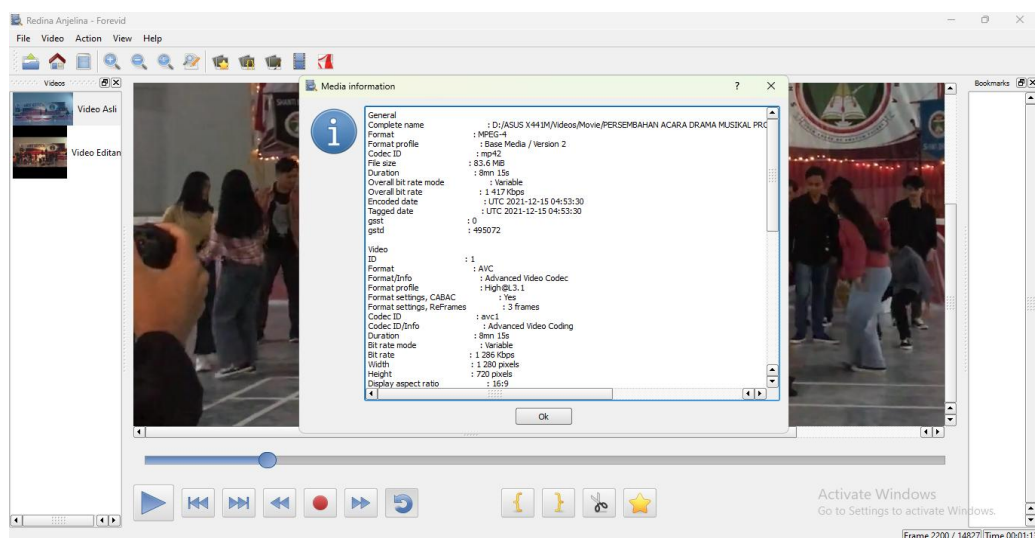 Redina Anjelina - Forevid
File Video Action View Help
Videos
Video Asli
Video Editan
Media information
General
Complete name : D:/ASUS X441M/Videos/Movie/PERSEMBAHAN ACARA DRAMA MUSIKAL PRO
Format : MPEG-4
Format profile : Base Media / Version 2
Codec ID : mp42
File size : 83.6 MiB
Duration : 8mn 15s
Overall bit rate mode : Variable
Overall bit rate : 1 417 Kbps
Encoded date : UTC 2021-12-15 04:53:30
Tagged date : UTC 2021-12-15 04:53:30
gsst : 0
gstd : 495072
Video
ID : 1
Format : AVC
Format/Info : Advanced Video Codec
Format profile : High@L3.1
Format settings, CABAC : Yes
Format settings, ReFrames : 3 frames
Codec ID : avc1
Codec ID/Info : Advanced Video Coding
Duration : 8mn 15s
Bit rate mode : Variable
Bit rate : 1 286 Kbps
Width : 1 280 pixels
Height : 720 pixels
Display aspect ratio : 16:9
Ok
Bookmarks
Activate Windows
Go to Settings to activate Windows.
Frame 2200 / 14827 Time 00:01:1